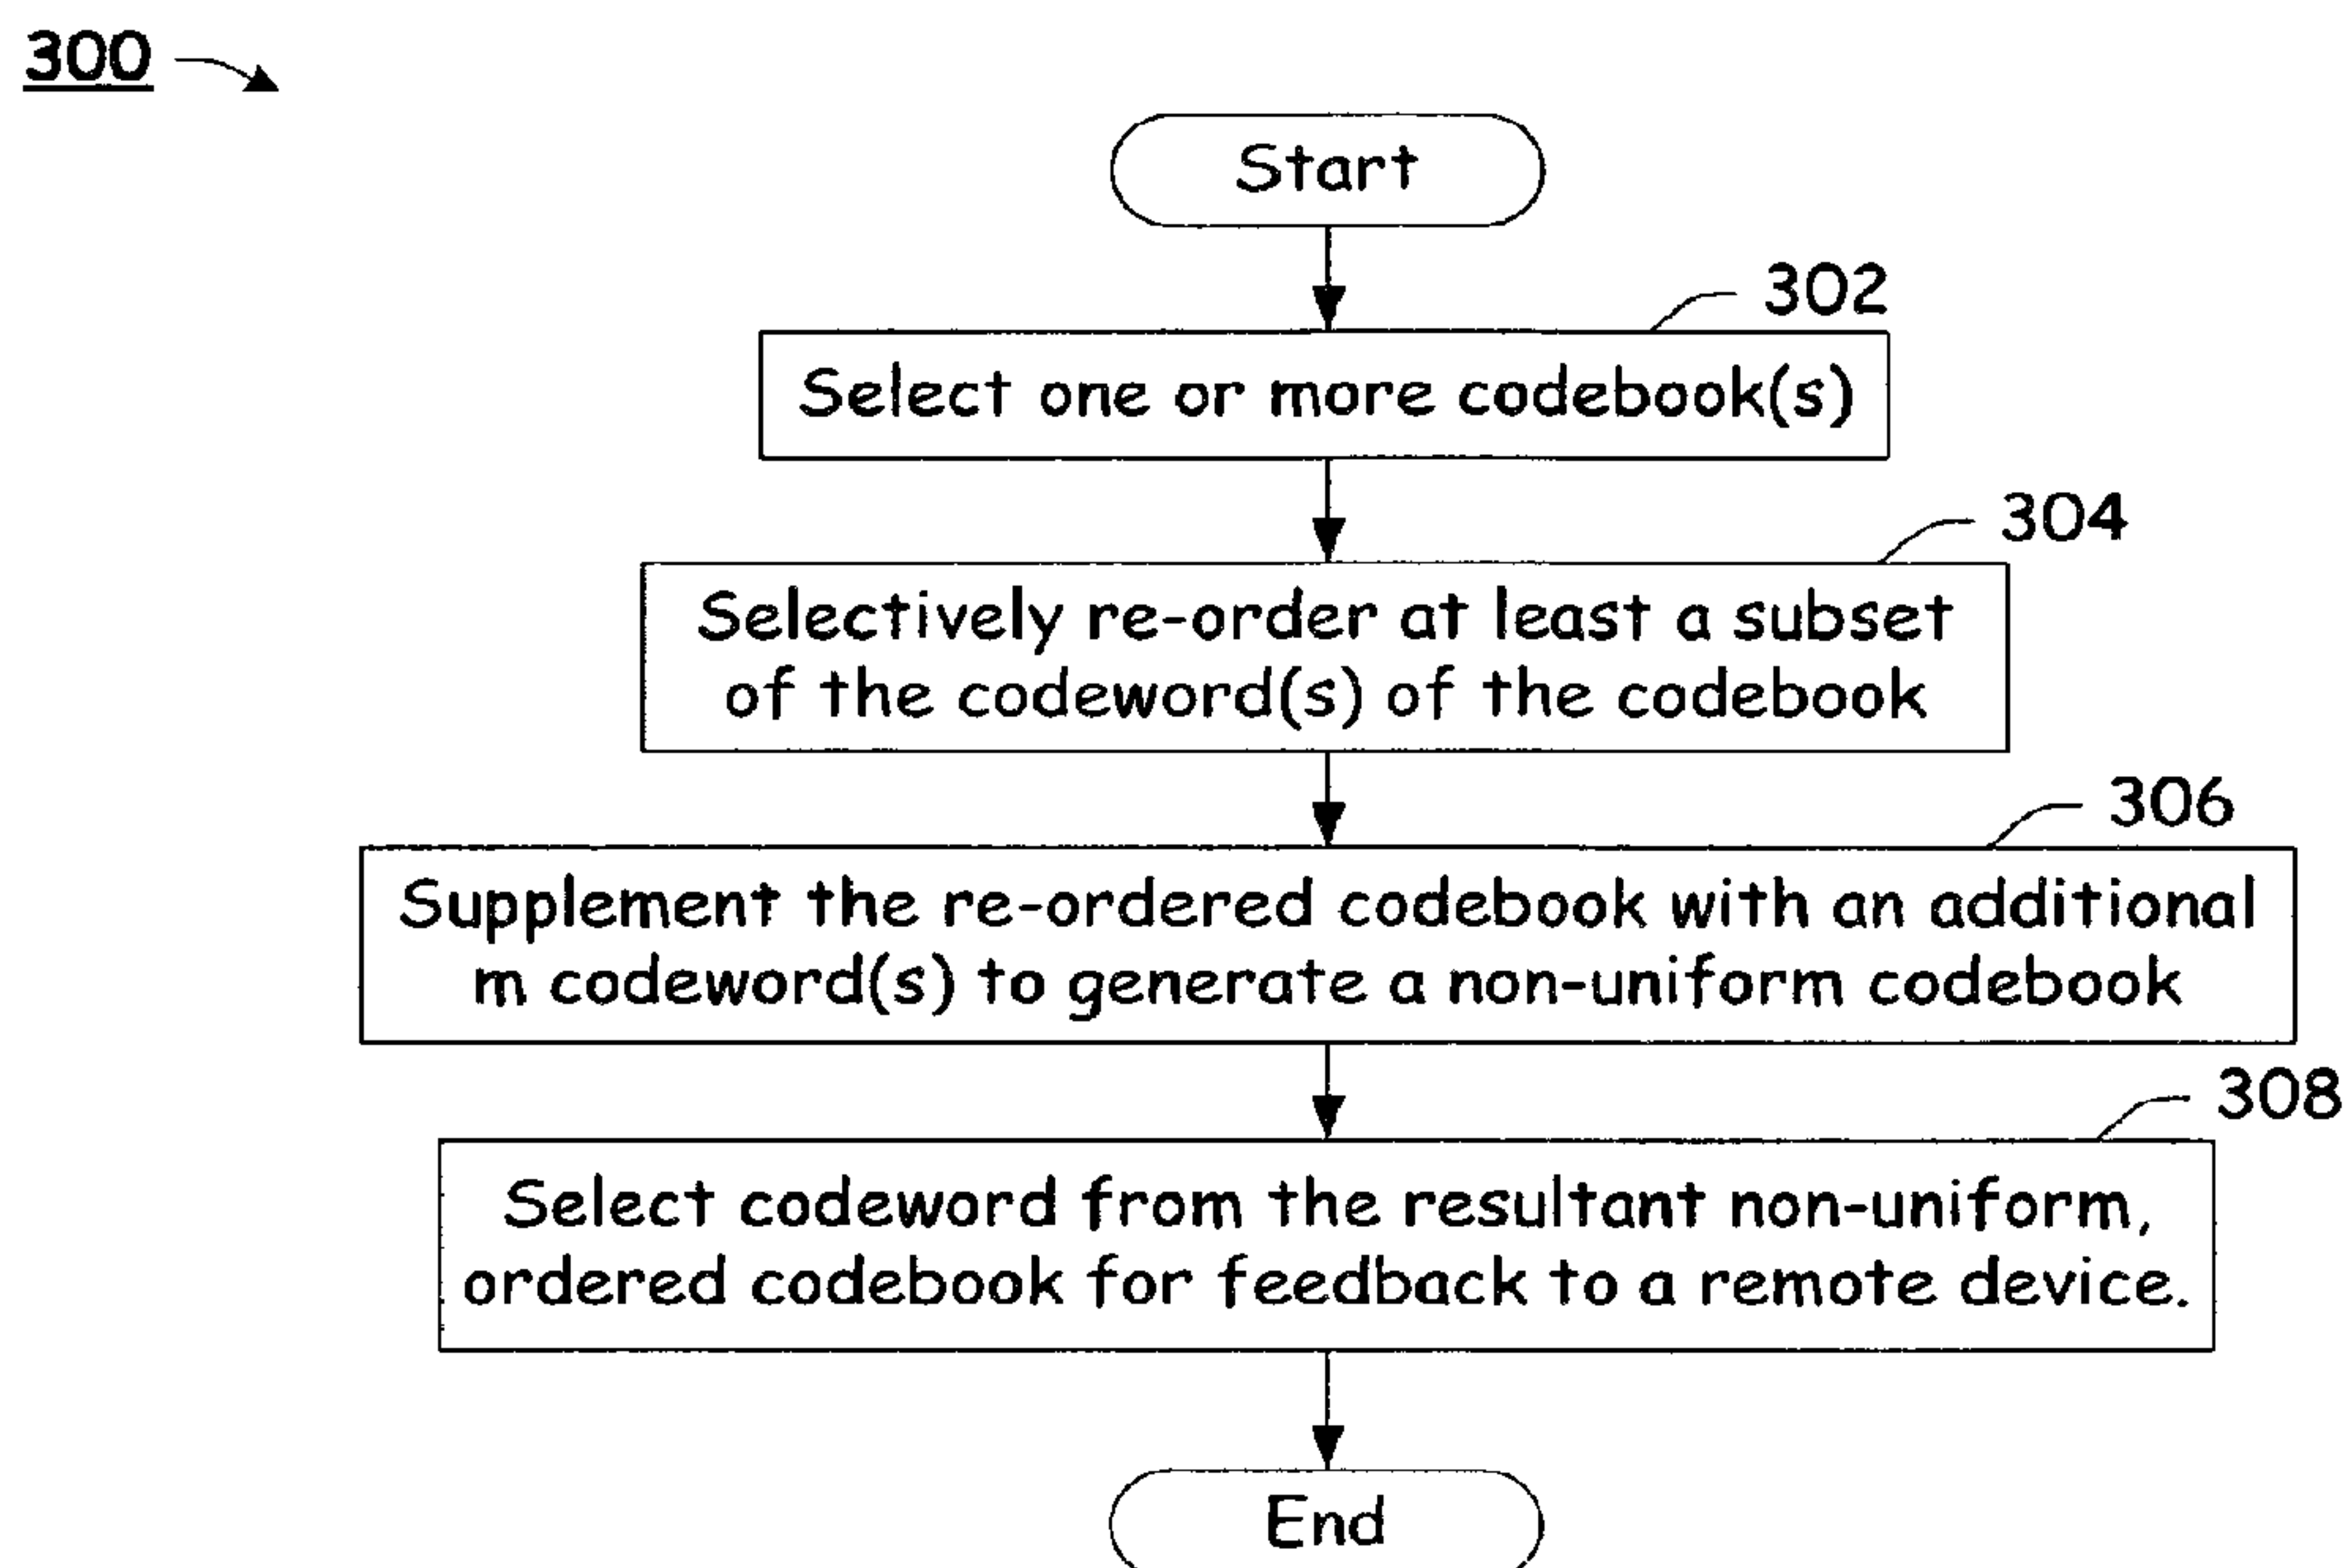 300
Start
302
Select one or more codebook(s)
304
Selectively re-order at least a subset
of the codeword(s) of the codebook
306
Supplement the re-ordered codebook with an additional
m codeword(s) to generate a non-uniform codebook
308
Select codeword from the resultant non-uniform,
ordered codebook for feedback to a remote device.
End